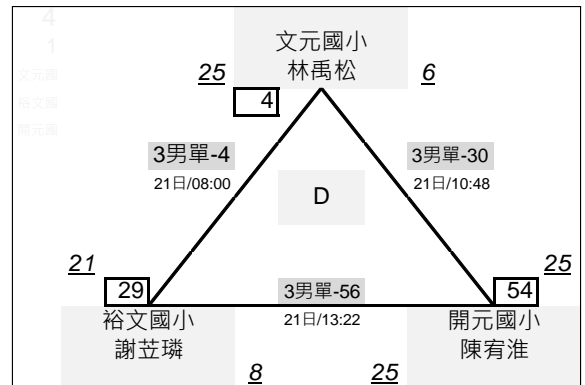 4
1
文元國
裕文國
開元國
文元國小
林禹松
25
6
4
3男單-4
21日/08:00
3男單-30
21日/10:48
D
21
25
29
54
3男單-56
21日/13:22
裕文國小
謝苙璘
開元國小
陳宥淮
8
25